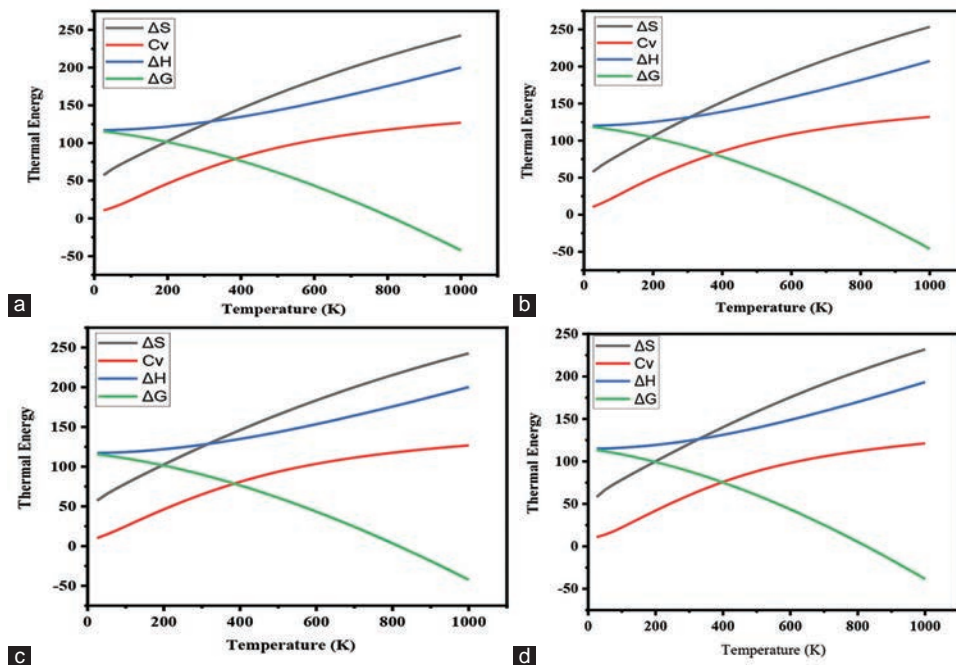 250
200
150
100
50
0
-50
Thermal Energy
ΔS
Cv
ΔH
ΔG
0 200 400 600 800 1000
Temperature (K)
a
250
200
150
100
50
0
-50
Thermal Energy
ΔS
Cv
ΔH
ΔG
0 200 400 600 800 1000
Temperature (K)
b
250
200
150
100
50
0
-50
Thermal Energy
ΔS
Cv
ΔH
ΔG
0 200 400 600 800 1000
Temperature (K)
c
250
200
150
100
50
0
-50
Thermal Energy
ΔS
Cv
ΔH
ΔG
0 200 400 600 800 1000
Temperature (K)
d